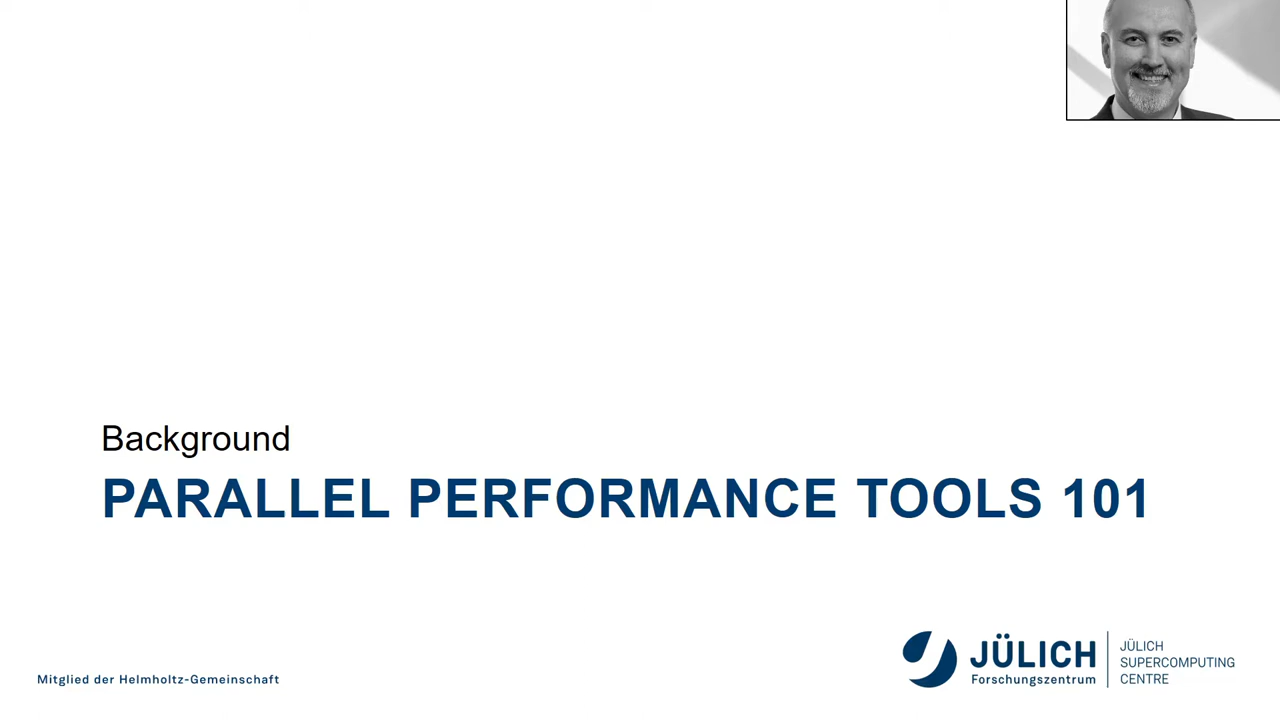 Background
PARALLEL PERFORMANCE TOOLS 101
Mitglied der Helmholtz-Gemeinschaft
JÜLICH
Forschungszentrum
JÜLICH
SUPERCOMPUTING
CENTRE